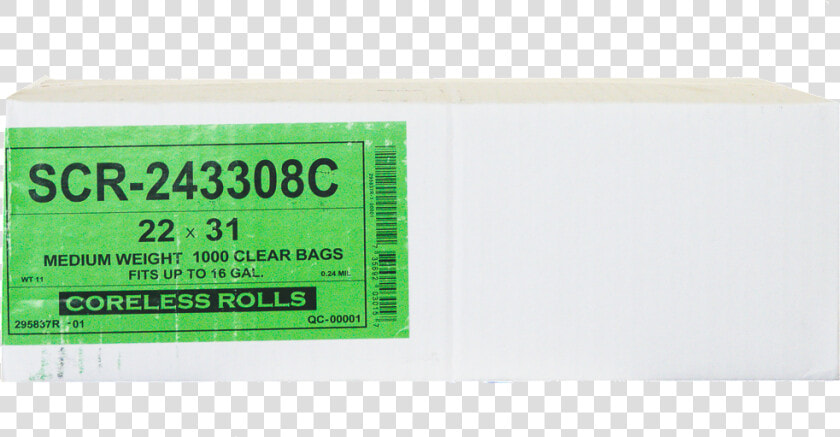 SCR-243308C
22 x 31
MEDIUM WEIGHT 1000 CLEAR BAGS
FITS UP TO 16 GAL.
WT 11 0.24 MIL
CORELESS ROLLS
295837R -01 QC-00001